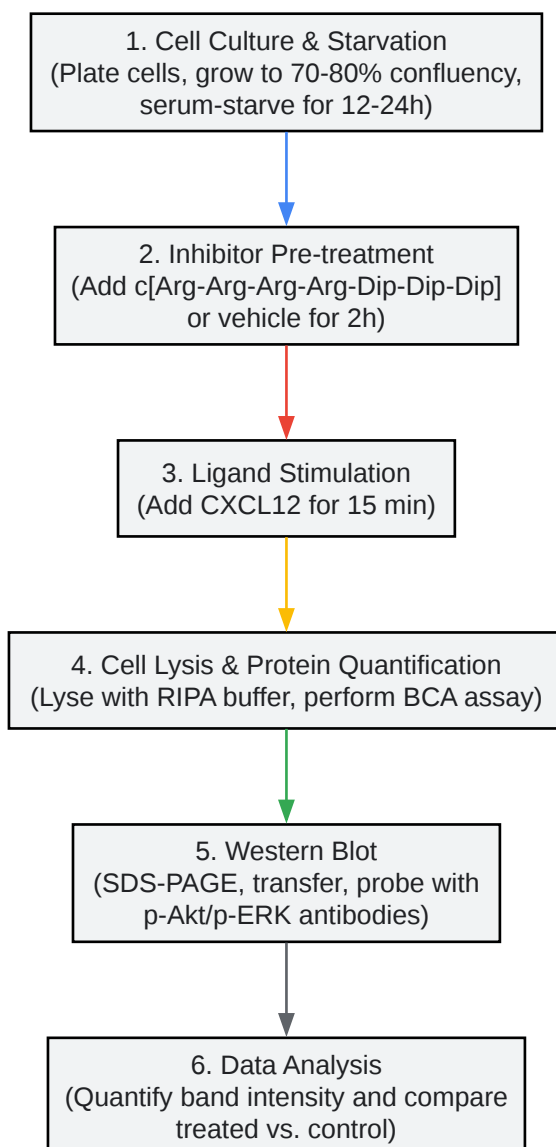 1. Cell Culture & Starvation
(Plate cells, grow to 70-80% confluency,
serum-starve for 12-24h)
2. Inhibitor Pre-treatment
(Add c[Arg-Arg-Arg-Arg-Dip-Dip-Dip]
or vehicle for 2h)
3. Ligand Stimulation
(Add CXCL12 for 15 min)
4. Cell Lysis & Protein Quantification
(Lyse with RIPA buffer, perform BCA assay)
5. Western Blot
(SDS-PAGE, transfer, probe with
p-Akt/p-ERK antibodies)
6. Data Analysis
(Quantify band intensity and compare
treated vs. control)